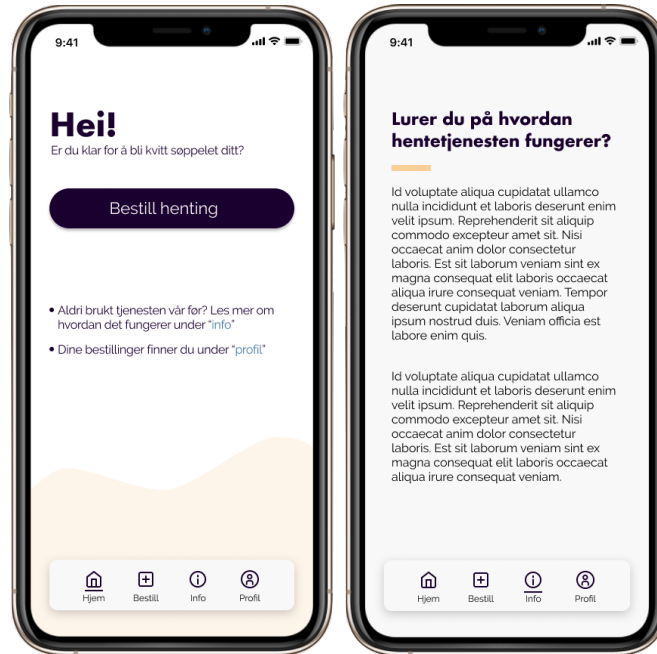 9:41
Hei!
Er du klar for å bli kvitt søppelet ditt?
Bestill henting
• Aldri brukt tjenesten vår før? Les mer om
hvordan det fungerer under “info”
• Dine bestillinger finner du under “profil”
Hjem
Bestill
Info
Profil
9:41
Lurer du på hvordan
hentetjenesten fungerer?
Id voluptate aliqua cupidatat ullamco
nulla incididunt et laboris deserunt enim
velit ipsum. Reprehenderit sit aliquip
commodo excepteur amet sit. Nisi
occaecat anim dolor consectetur
laboris. Est sit laborum veniam sint ex
magna consequat elit laboris occaecat
aliqua irure consequat veniam. Tempor
deserunt cupidatat laborum aliqua
ipsum nostrud duis. Veniam officia est
labore enim quis.
Id voluptate aliqua cupidatat ullamco
nulla incididunt et laboris deserunt enim
velit ipsum. Reprehenderit sit aliquip
commodo excepteur amet sit. Nisi
occaecat anim dolor consectetur
laboris. Est sit laborum veniam sint ex
magna consequat elit laboris occaecat
aliqua irure consequat veniam.
Hjem
Bestill
Info
Profil